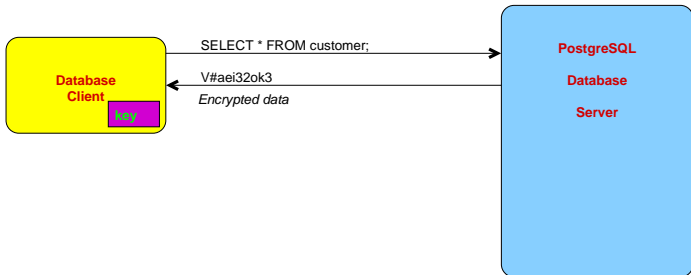 SELECT * FROM customer;
PostgreSQL
Database
Client
V#aei32ok3
Database
Encrypted data
key
Server